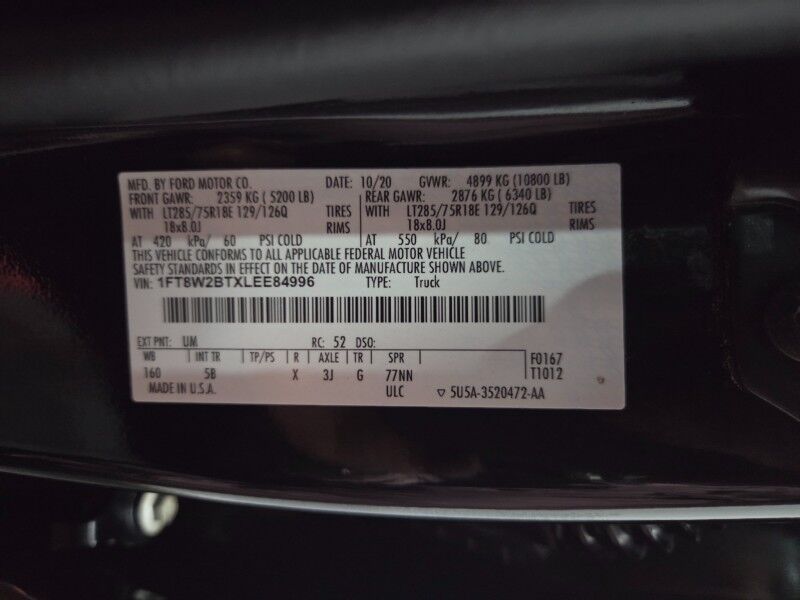 MFD. BY FORD MOTOR CO. DATE: 10/20 GVWR: 4899 KG (10800 LB)
FRONT GAWR: 2359 KG ( 5200 LB) REAR GAWR: 2876 KG ( 6340 LB)
WITH LT285/75R18E 129/126Q TIRES WITH LT285/75R18E 129/126Q TIRES
18x8.0J RIMS 18x8.0J RIMS
AT 420 kPa/ 60 PSI COLD AT 550 kPa/ 80 PSI COLD
THIS VEHICLE CONFORMS TO ALL APPLICABLE FEDERAL MOTOR VEHICLE
SAFETY STANDARDS IN EFFECT ON THE DATE OF MANUFACTURE SHOWN ABOVE.
VIN: 1FT8W2BTXLEE84996 TYPE: Truck
EXT PNT: UM RC: 52 DSO:
WB INT TR TP/PS R AXLE TR SPR F0167
160 5B X 3J G 77NN T1012
MADE IN U.S.A. ULC ▽ 5U5A-3520472-AA